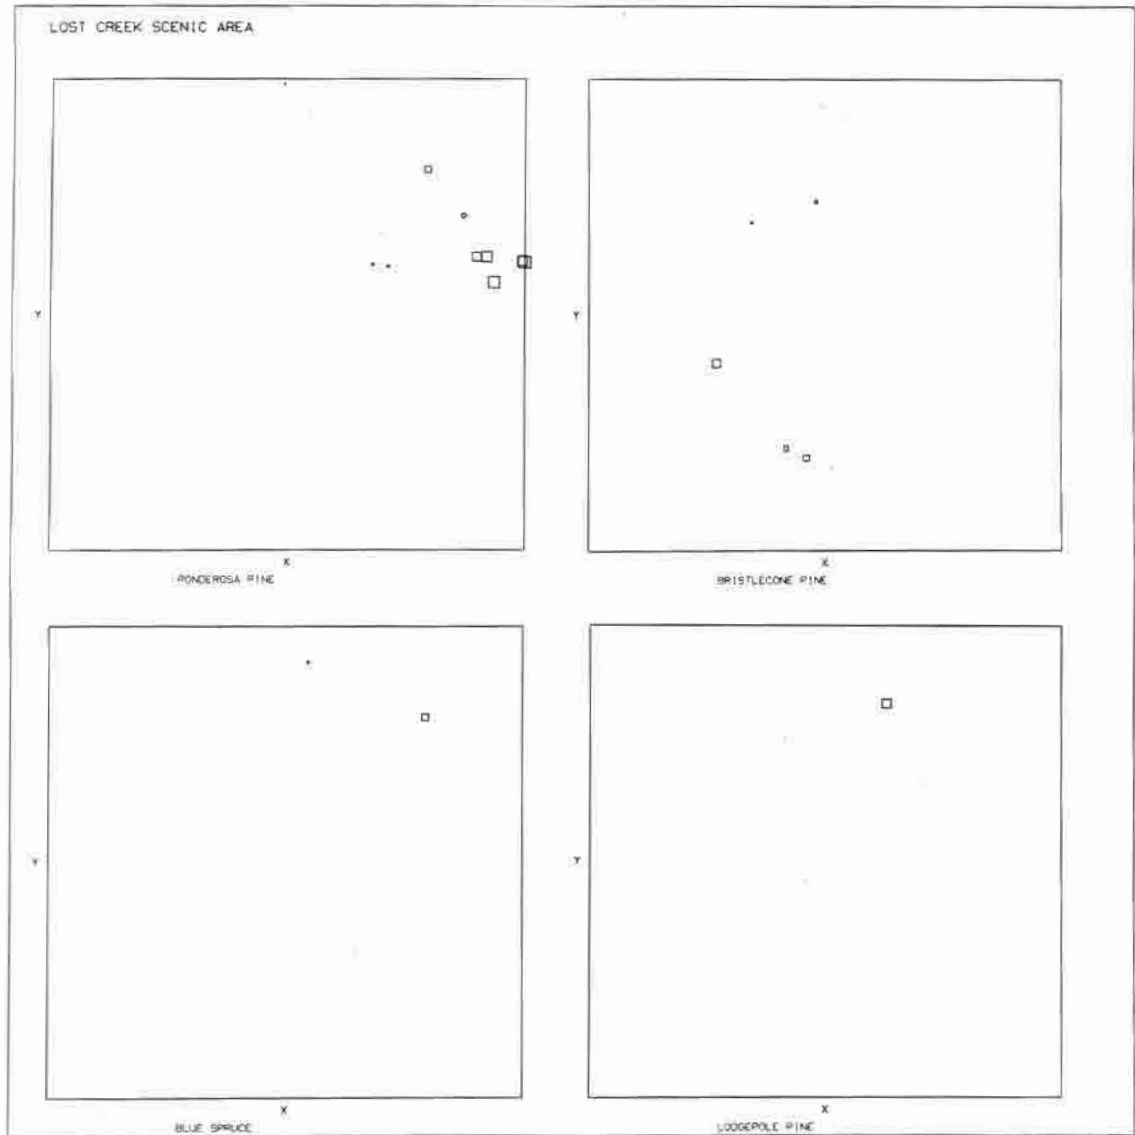 LOST CREEK SCENIC AREA
Y
X
PONDEROSA PINE
Y
X
BRISTLECONE PINE
Y
X
BLUE SPRUCE
Y
X
LODGEPOLE PINE